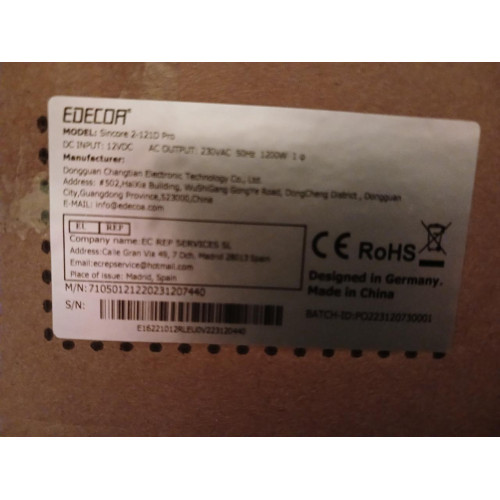 EDECOA
MODEL: Sincore 2-121D Pro
DC INPUT: 12VDC AC OUTPUT: 230VAC 50Hz 1200W 1 φ
Manufacturer:
Dongguan Changtian Electronic Technology Co., Ltd.
Address: #502,HaiXia Building, WuShiGang GongYe Road, DongCheng District , Dongguan
City,Guangdong Province,523000,China
E-MAIL: info@edecoa.com
REP
Company name: EC REP SERVICES SL
Address:Calle Gran Via 49, 7 Dch. Madrid 28013 Spain
Email:ecrepservice@hotmail.com
Place of issue: Madrid, Spain
CE RoHS
Designed in Germany.
Made in China
M/N:71050121220231207440
S/N:
BATCH-ID:PO223120730001